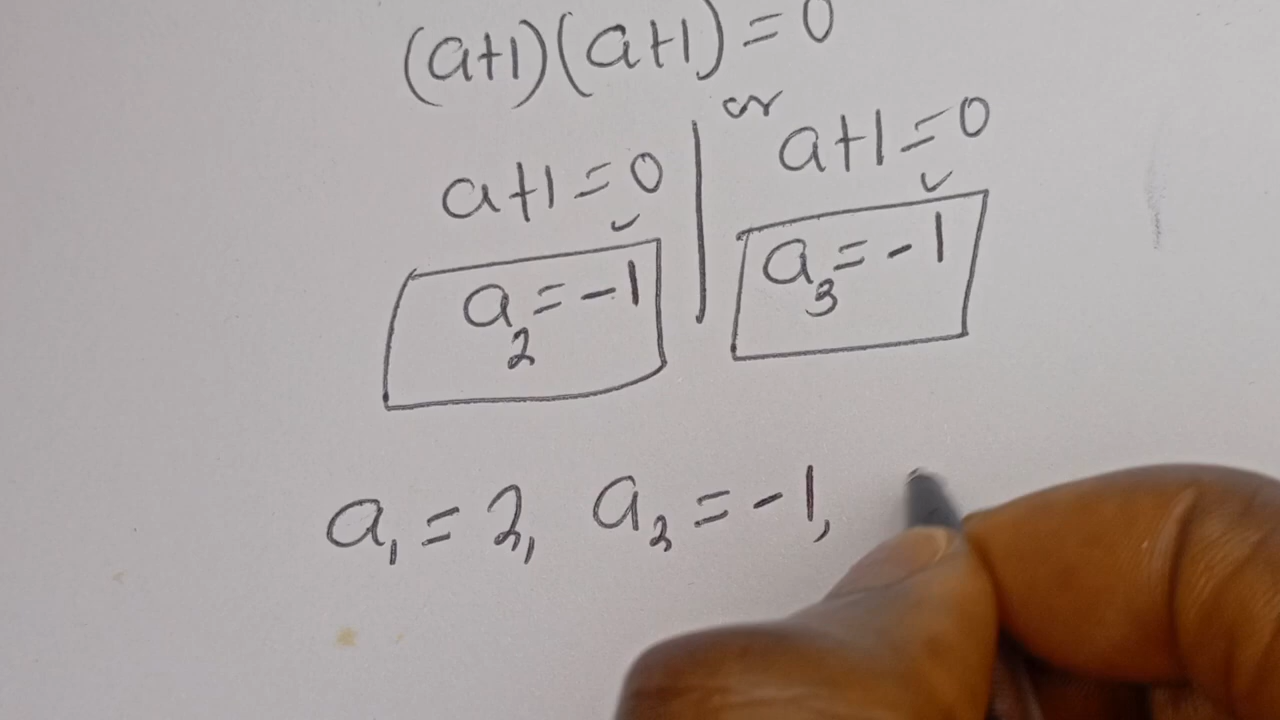 (a+1)(a+1)=0
or
a+1=0 a+1=0
a₂=-1 a₃=-1
a₁=2, a₂=-1,